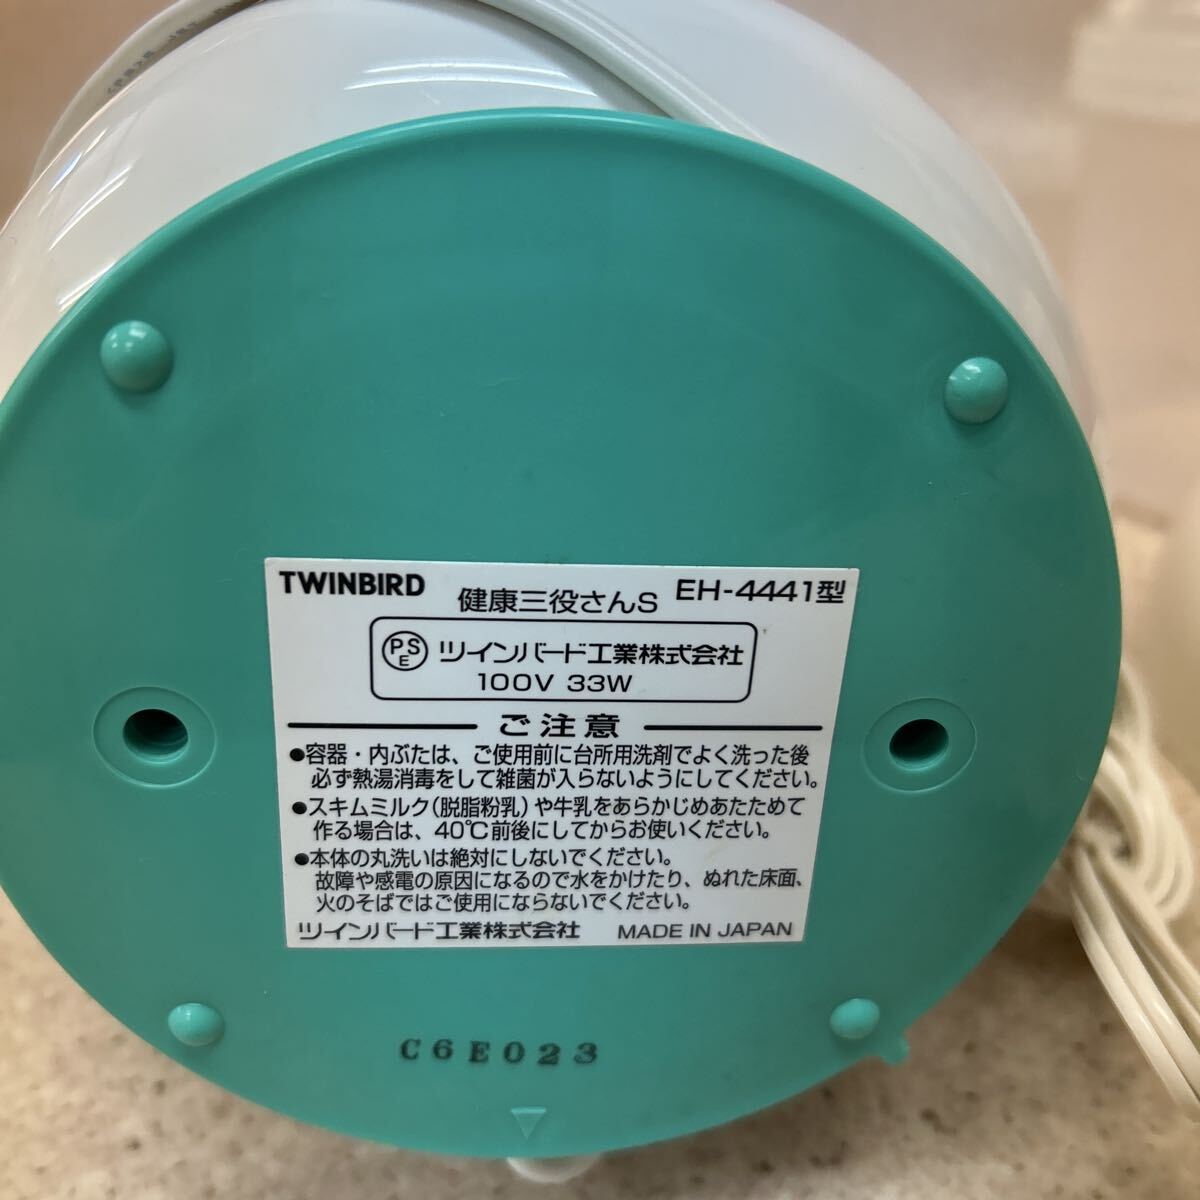 TWINBIRD 健康三役さんS EH-4441型
PSE ツインバード工業株式会社
100V 33W
ご注意
●容器・内ぶたは、ご使用前に台所用洗剤でよく洗った後
必ず熱湯消毒をして雑菌が入らないようにしてください。
●スキムミルク(脱脂粉乳)や牛乳をあらかじめあたためて
作る場合は、40℃前後にしてからお使いください。
●本体の丸洗いは絶対にしないでください。
故障や感電の原因になるので水をかけたり、ぬれた床面、
火のそばではご使用にならないでください。
ツインバード工業株式会社 MADE IN JAPAN
C6E023